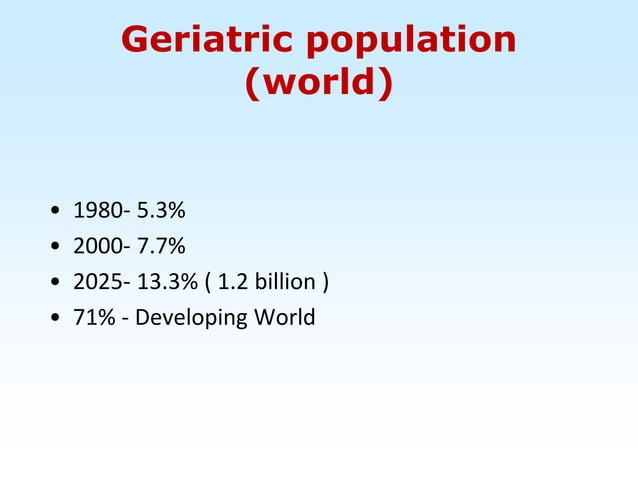 Geriatric population
(world)
• 1980- 5.3%
• 2000- 7.7%
• 2025- 13.3% ( 1.2 billion )
• 71% - Developing World